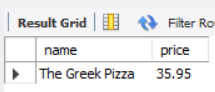 Result Grid Filter Ro
name price
The Greek Pizza 35.95